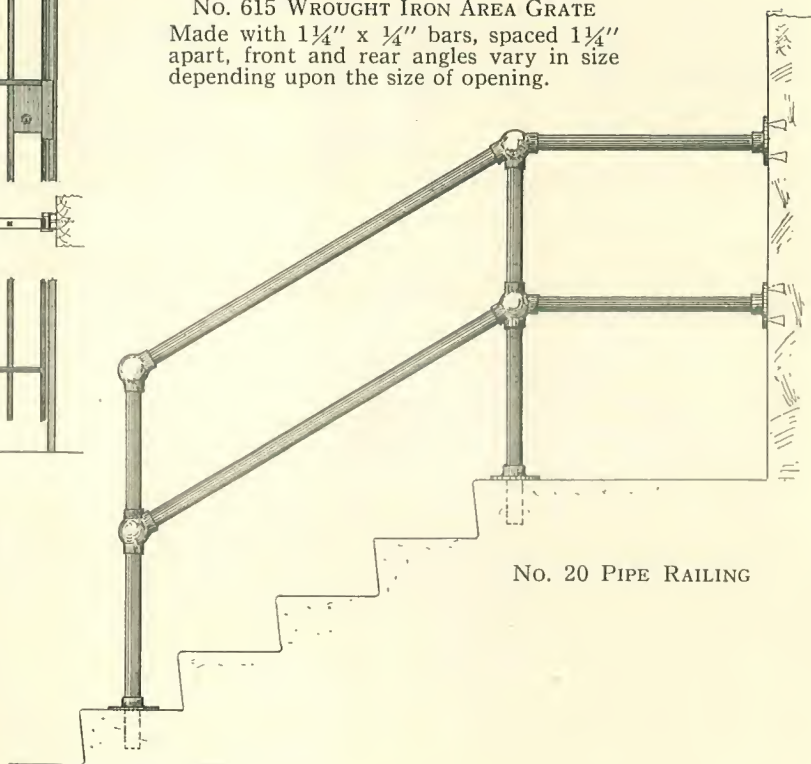 No. 615 Wrought Iron Area Grate
Made with 1¼" x ¼" bars, spaced 1¼"
apart, front and rear angles vary in size
depending upon the size of opening.
No. 20 Pipe Railing